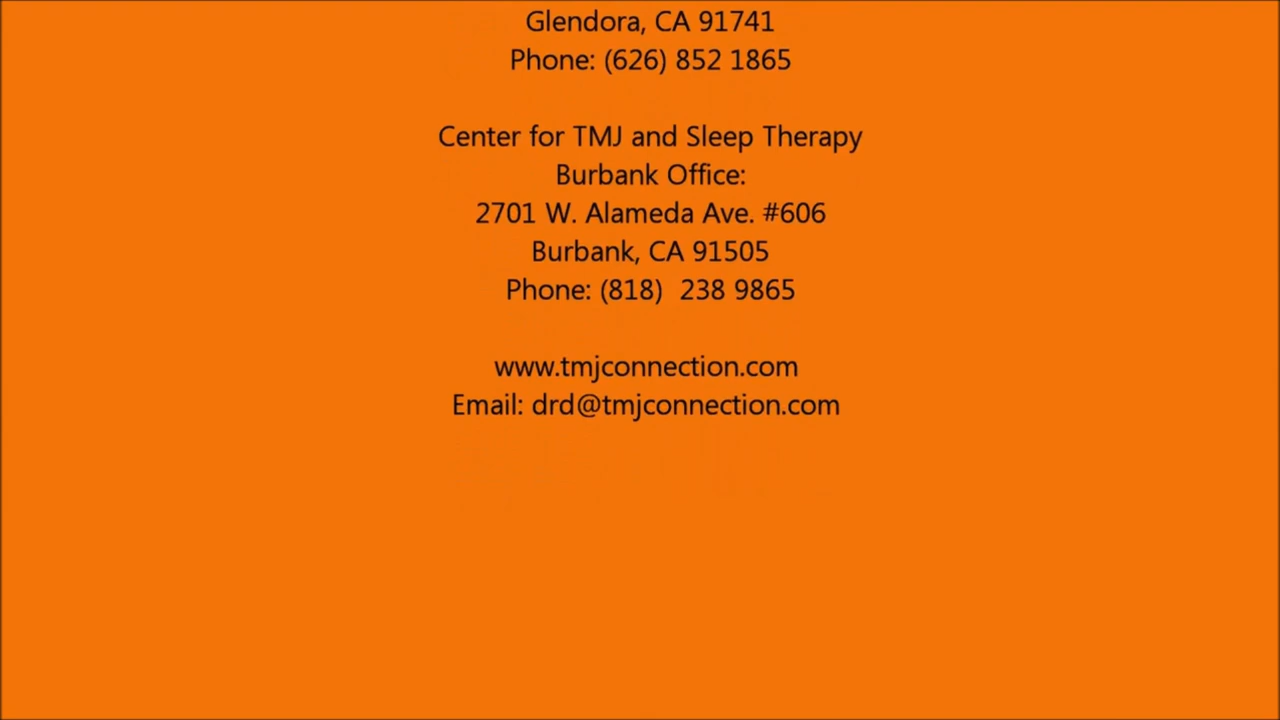 Glendora, CA 91741
Phone: (626) 852 1865
Center for TMJ and Sleep Therapy
Burbank Office:
2701 W. Alameda Ave. #606
Burbank, CA 91505
Phone: (818)  238 9865
www.tmjconnection.com
Email: drd@tmjconnection.com